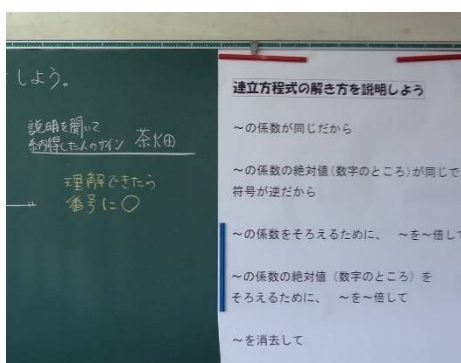 しよう。
説明を聞いて
納得した人のサイン 茶畑
理解できたら
番号に○
連立方程式の解き方を説明しよう
～の係数が同じだから
～の係数の絶対値(数字のところ)が同じで
符号が逆だから
～の係数をそろえるために、 ～を～倍して
～の係数の絶対値 (数字のところ) を
そろえるために、 ～を～倍して
～を消去して